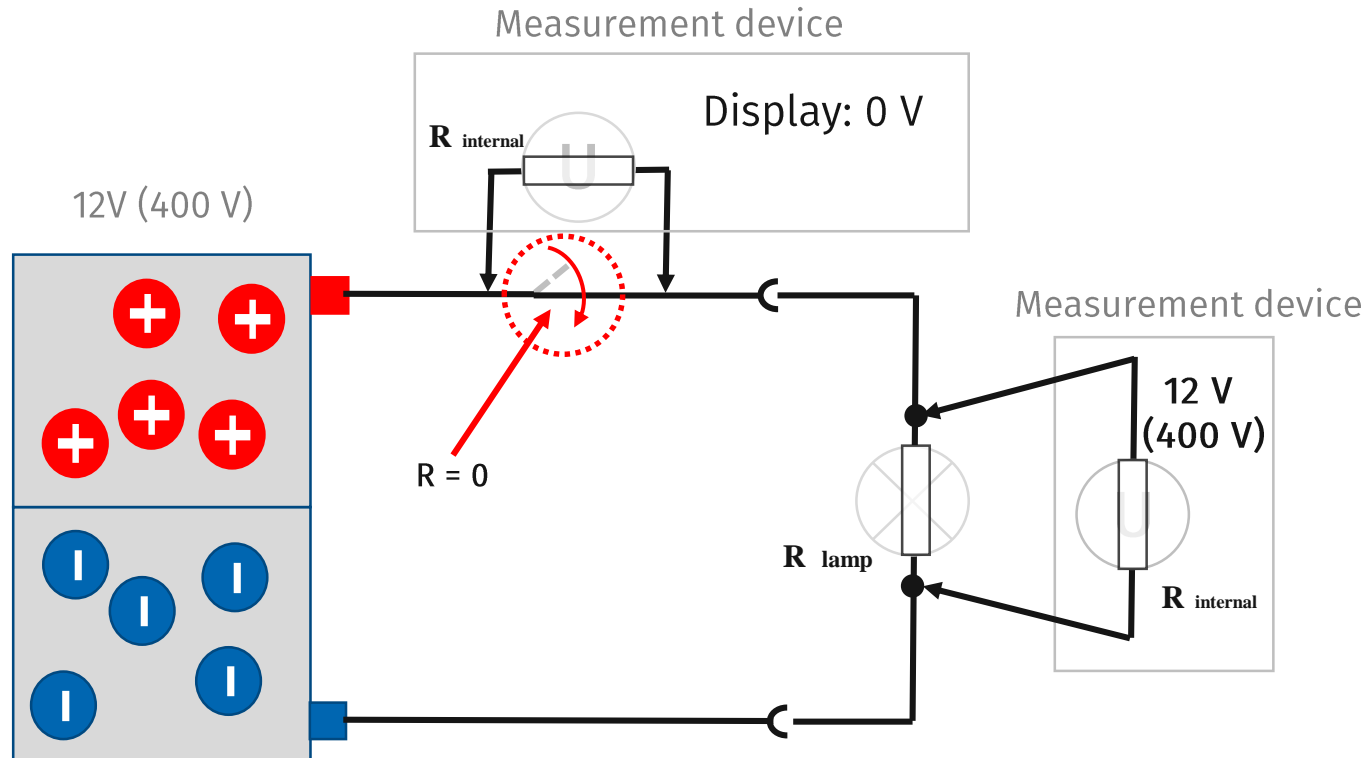 Measurement device
Display: 0 V
R internal
U
12V (400 V)
Measurement device
12 V
(400 V)
R = 0
U
R lamp
R internal